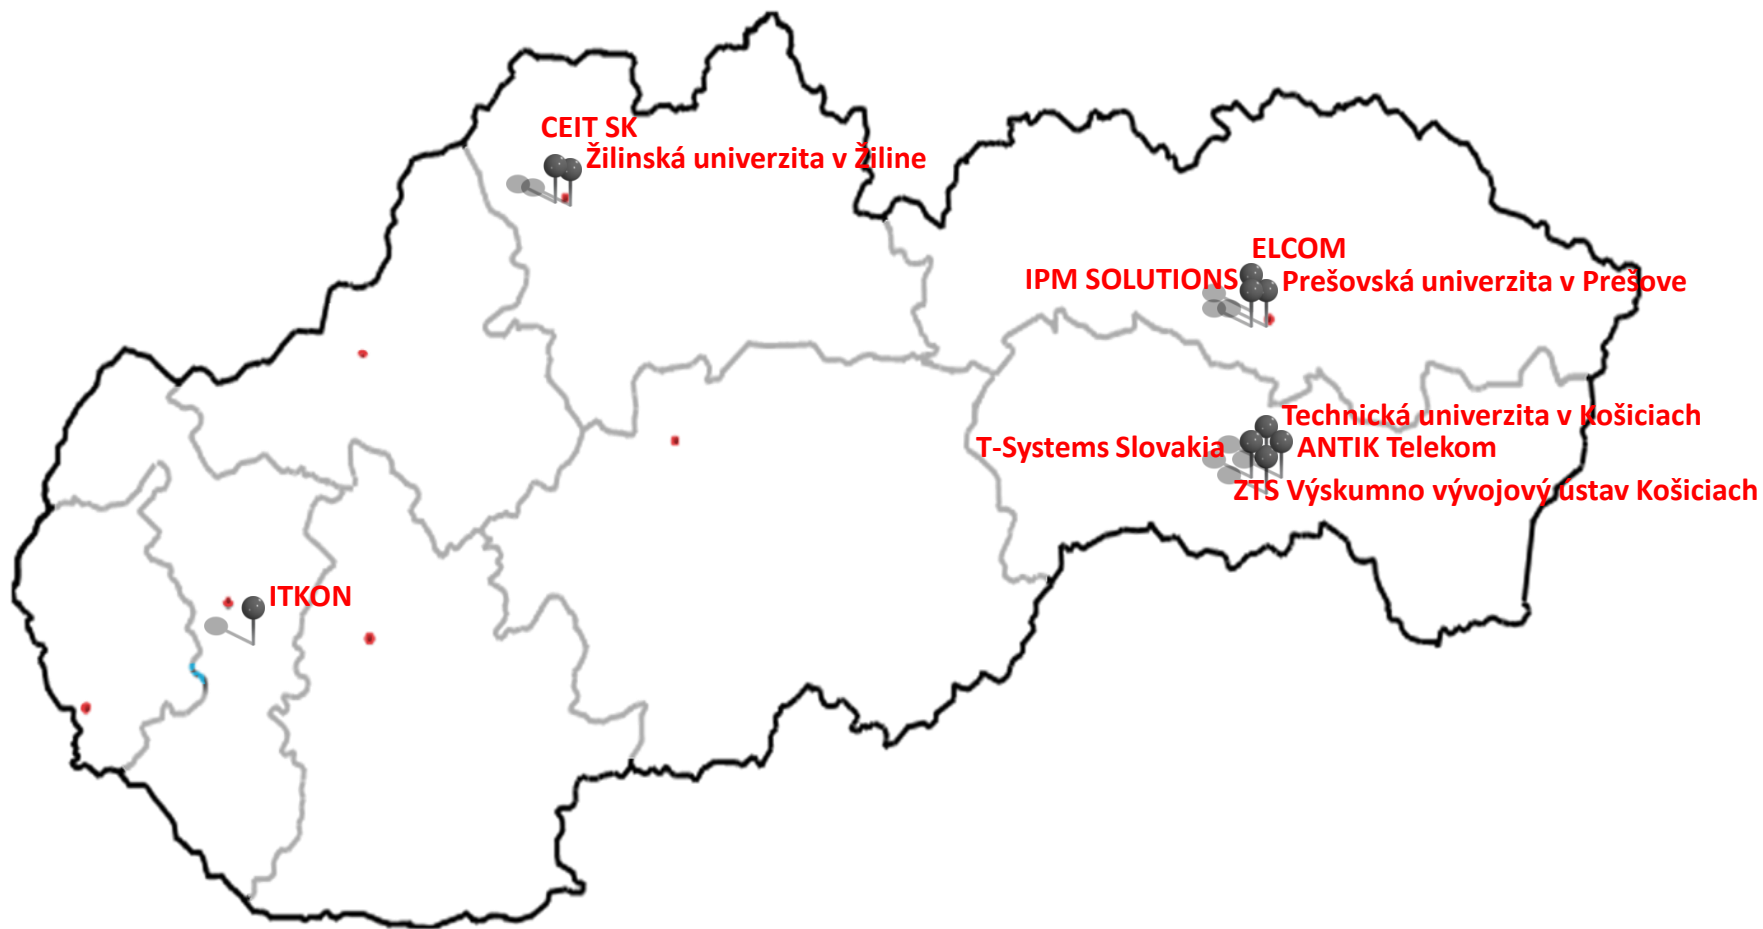 CEIT SK
Žilinská univerzita v Žiline
ELCOM
IPM SOLUTIONS
Prešovská univerzita v Prešove
Technická univerzita v Košiciach
T-Systems Slovakia
ANTIK Telekom
ZTS Výskumno vývojový ústav Košiciach
ITKON